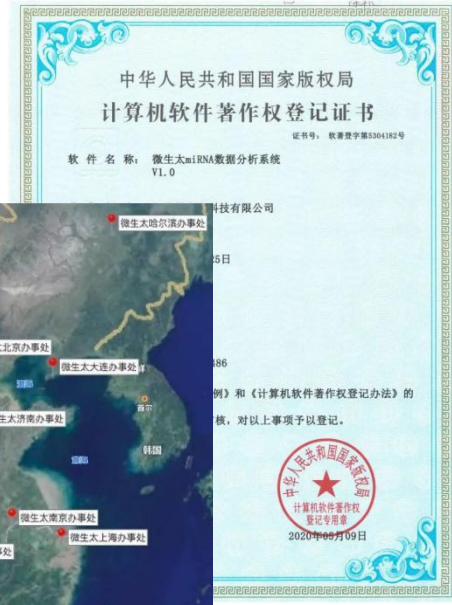 中华人民共和国国家版权局
计算机软件著作权登记证书
证书号： 软著登字第5304182号
软 件 名 称： 微生太miRNA数据分析系统
V1.0
科技有限公司
25日
86
例》和《计算机软件著作权登记办法》的
核，对以上事项予以登记。
中华人民共和国国家版权局
计算机软件著作权
登记专用章
2020年05月09日
微生太哈尔滨办事处
北京办事处
微生太大连办事处
首尔
生太济南办事处
韩国
微生太南京办事处
微生太上海办事处
事处